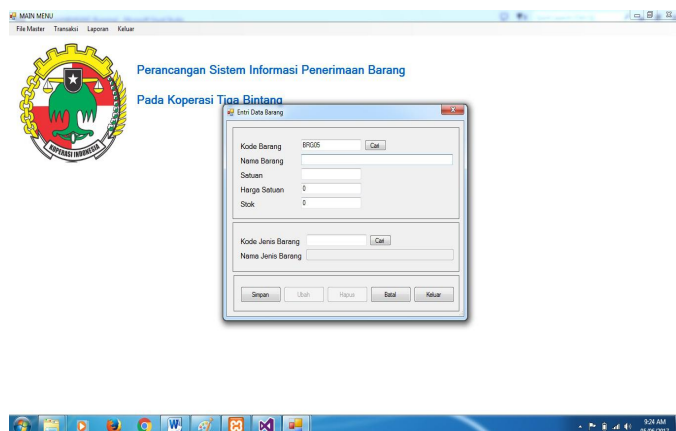 MAIN MENU
File Master Transaksi Laporan Keluar
Perancangan Sistem Informasi Penerimaan Barang
Pada Koperasi Tiga Bintang
KOPERASI INDONESIA
Entri Data Barang
Kode Barang BRG05 Cari
Nama Barang
Satuan
Harga Satuan 0
Stok 0
Kode Jenis Barang Cari
Nama Jenis Barang
Simpan Ubah Hapus Batal Keluar
9:24 AM